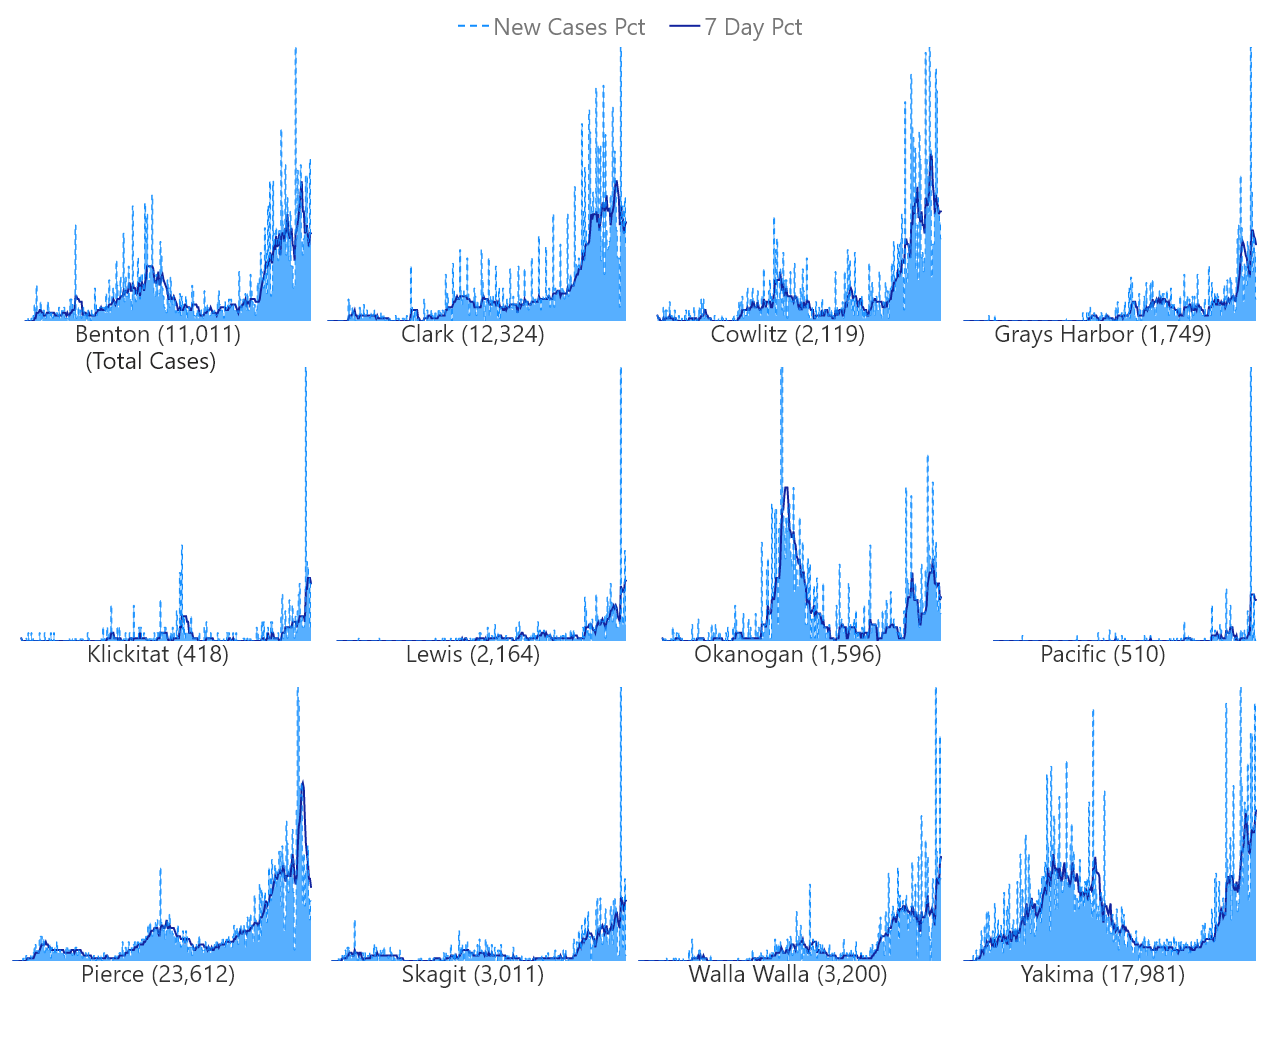 New Cases Pct 7 Day Pct
Benton (11,011)
(Total Cases)
Clark (12,324)
Cowlitz (2,119)
Grays Harbor (1,749)
Klickitat (418)
Lewis (2,164)
Okanogan (1,596)
Pacific (510)
Pierce (23,612)
Skagit (3,011)
Walla Walla (3,200)
Yakima (17,981)